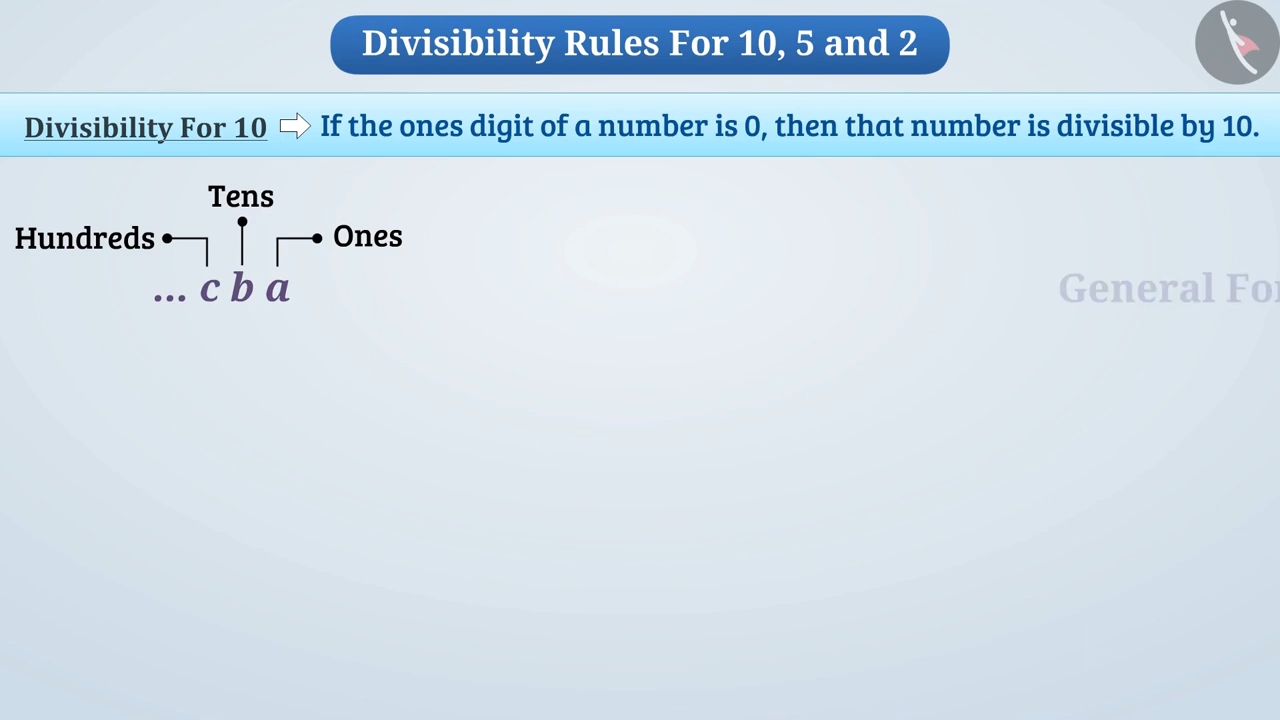 Divisibility Rules For 10, 5 and 2
Divisibility For 10 ⇨ If the ones digit of a number is 0, then that number is divisible by 10.
Tens
Hundreds Ones
... c b a
General